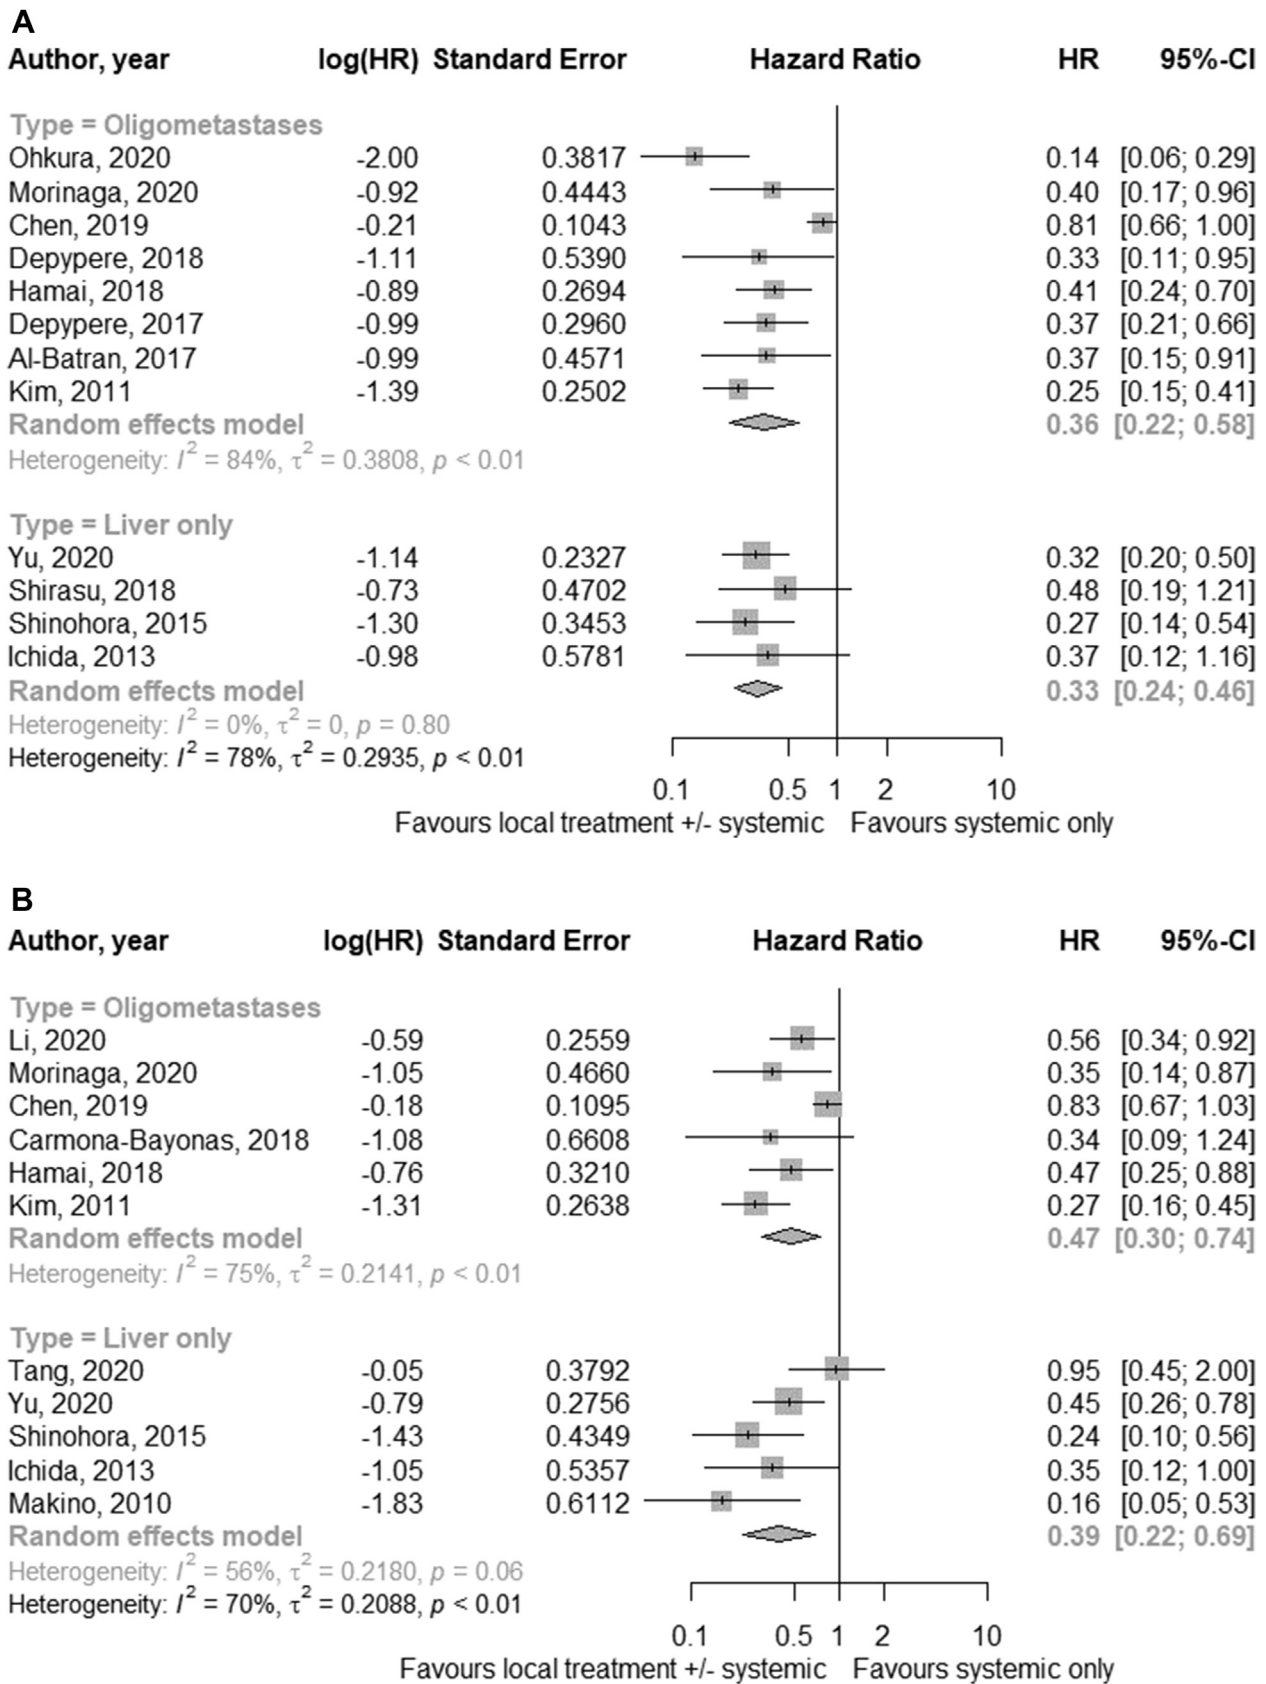 A
Author, year log(HR) Standard Error Hazard Ratio HR 95%-CI
Type = Oligometastases
Ohkura, 2020 -2.00 0.3817 0.14 [0.06; 0.29]
Morinaga, 2020 -0.92 0.4443 0.40 [0.17; 0.96]
Chen, 2019 -0.21 0.1043 0.81 [0.66; 1.00]
Depypere, 2018 -1.11 0.5390 0.33 [0.11; 0.95]
Hamai, 2018 -0.89 0.2694 0.41 [0.24; 0.70]
Depypere, 2017 -0.99 0.2960 0.37 [0.21; 0.66]
Al-Batran, 2017 -0.99 0.4571 0.37 [0.15; 0.91]
Kim, 2011 -1.39 0.2502 0.25 [0.15; 0.41]
Random effects model 0.36 [0.22; 0.58]
Heterogeneity: I² = 84%, τ² = 0.3808, p < 0.01
Type = Liver only
Yu, 2020 -1.14 0.2327 0.32 [0.20; 0.50]
Shirasu, 2018 -0.73 0.4702 0.48 [0.19; 1.21]
Shinohora, 2015 -1.30 0.3453 0.27 [0.14; 0.54]
Ichida, 2013 -0.98 0.5781 0.37 [0.12; 1.16]
Random effects model 0.33 [0.24; 0.46]
Heterogeneity: I² = 0%, τ² = 0, p = 0.80
Heterogeneity: I² = 78%, τ² = 0.2935, p < 0.01
0.1 0.5 1 2 10
Favours local treatment +/- systemic Favours systemic only
B
Author, year log(HR) Standard Error Hazard Ratio HR 95%-CI
Type = Oligometastases
Li, 2020 -0.59 0.2559 0.56 [0.34; 0.92]
Morinaga, 2020 -1.05 0.4660 0.35 [0.14; 0.87]
Chen, 2019 -0.18 0.1095 0.83 [0.67; 1.03]
Carmona-Bayonas, 2018 -1.08 0.6608 0.34 [0.09; 1.24]
Hamai, 2018 -0.76 0.3210 0.47 [0.25; 0.88]
Kim, 2011 -1.31 0.2638 0.27 [0.16; 0.45]
Random effects model 0.47 [0.30; 0.74]
Heterogeneity: I² = 75%, τ² = 0.2141, p < 0.01
Type = Liver only
Tang, 2020 -0.05 0.3792 0.95 [0.45; 2.00]
Yu, 2020 -0.79 0.2756 0.45 [0.26; 0.78]
Shinohora, 2015 -1.43 0.4349 0.24 [0.10; 0.56]
Ichida, 2013 -1.05 0.5357 0.35 [0.12; 1.00]
Makino, 2010 -1.83 0.6112 0.16 [0.05; 0.53]
Random effects model 0.39 [0.22; 0.69]
Heterogeneity: I² = 56%, τ² = 0.2180, p = 0.06
Heterogeneity: I² = 70%, τ² = 0.2088, p < 0.01
0.1 0.5 1 2 10
Favours local treatment +/- systemic Favours systemic only